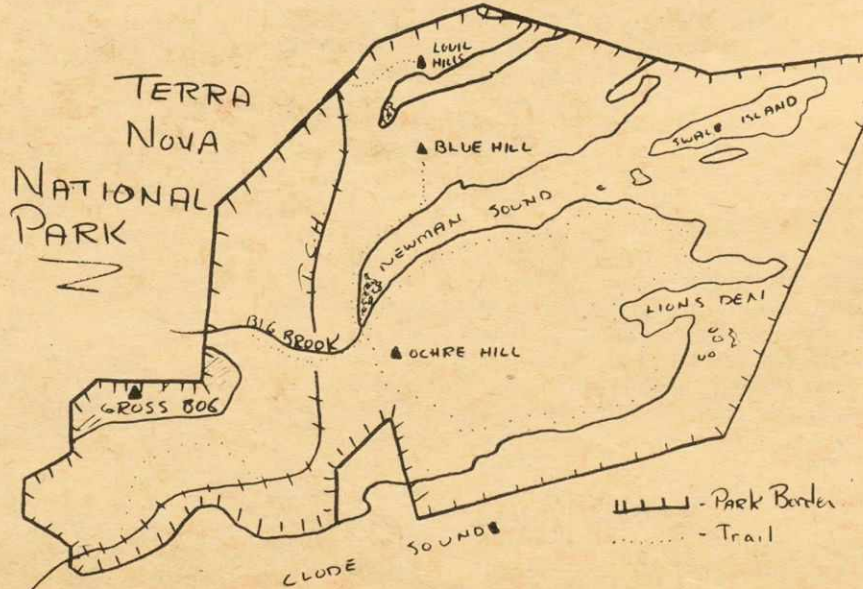 TERRA
NOVA
NATIONAL
PARK
LOUIL
HILLS
BLUE HILL
SWALE ISLAND
NEWMAN SOUND
T.C.H
BIG BROOK
LIONS DEN
OCHRE HILL
GROSS BOG
CLODE SOUND
- Park Border
- Trail